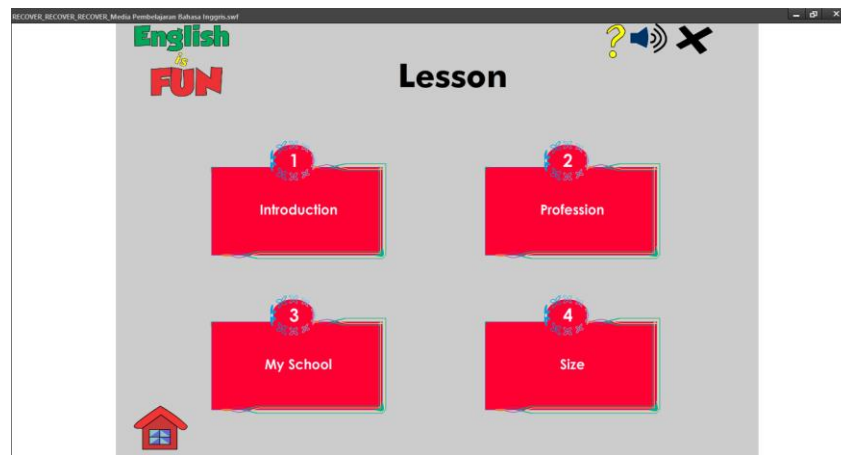 RECOVER_RECOVER_RECOVER_Media Pembelajaran Bahasa Inggris.swf
English
is
FUN
?
Lesson
1
Introduction
2
Profession
3
My School
4
Size